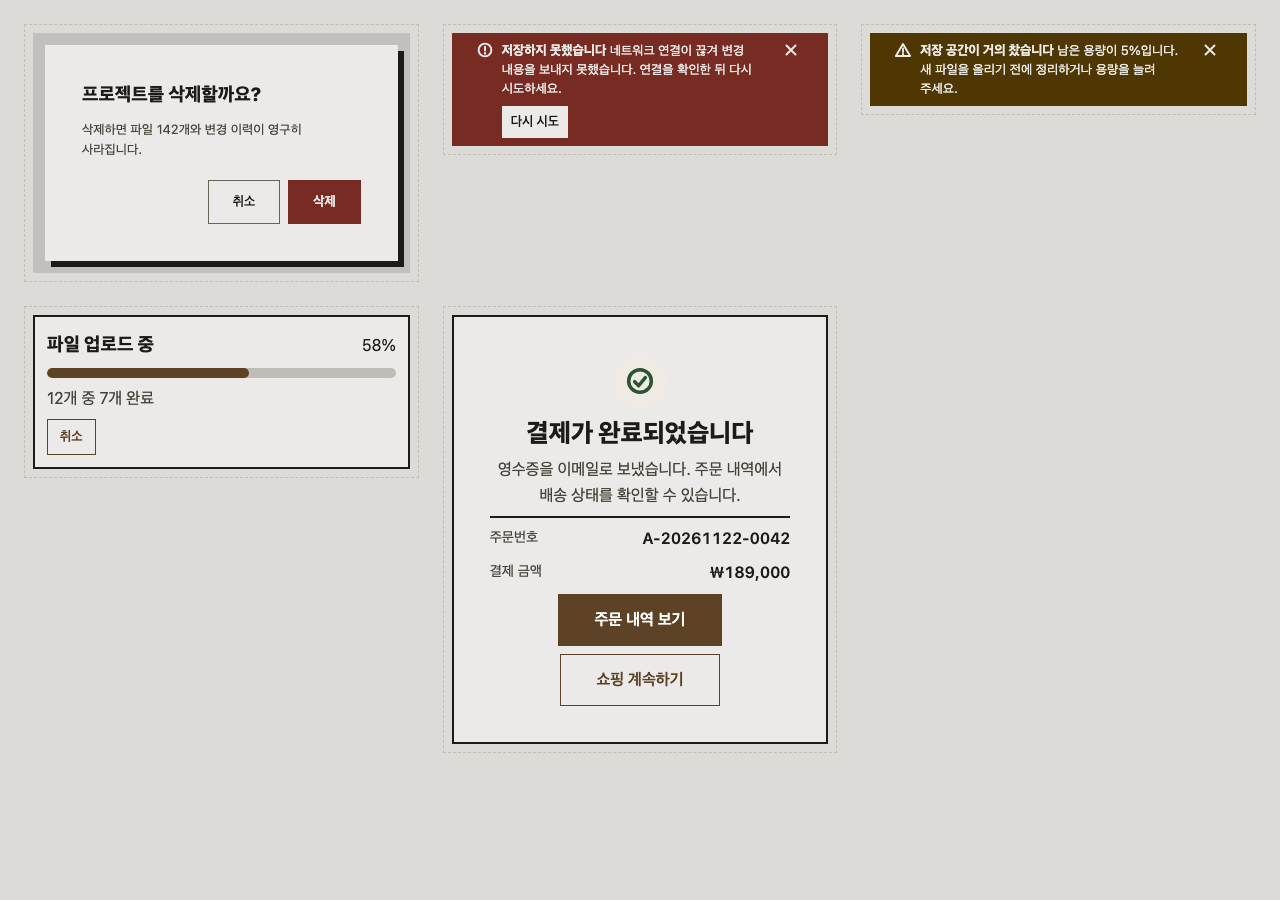 프로젝트를 삭제할까요?
삭제하면 파일 142개와 변경 이력이 영구히
사라집니다.
취소
삭제
저장하지 못했습니다 네트워크 연결이 끊겨 변경
내용을 보내지 못했습니다. 연결을 확인한 뒤 다시
시도하세요.
다시 시도
저장 공간이 거의 찼습니다 남은 용량이 5%입니다.
새 파일을 올리기 전에 정리하거나 용량을 늘려
주세요.
파일 업로드 중
58%
12개 중 7개 완료
취소
결제가 완료되었습니다
영수증을 이메일로 보냈습니다. 주문 내역에서
배송 상태를 확인할 수 있습니다.
주문번호 A-20261122-0042
결제 금액 ₩189,000
주문 내역 보기
쇼핑 계속하기